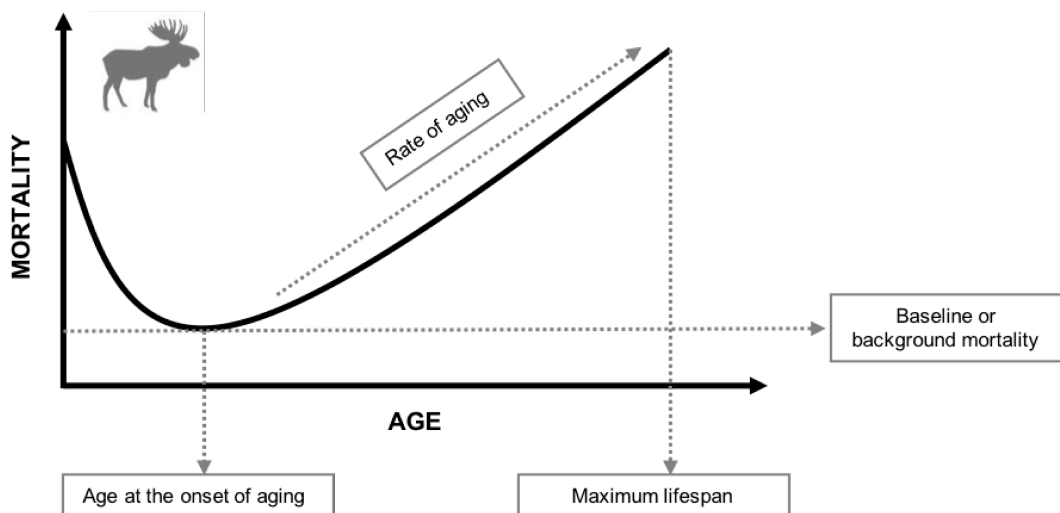 MORTALITY
Rate of aging
Baseline or
background mortality
AGE
Age at the onset of aging
Maximum lifespan